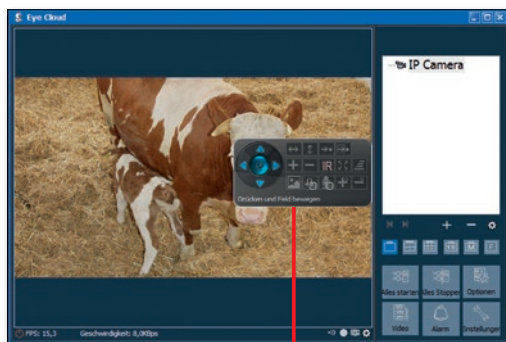 Eye Cloud
IP Camera
IR
Drücken und Feld bewegen
Alles starten
Alles Stoppen
Optionen
FPS: 15,3
Geschwindigkeit: 8,0KBps
Video
Alarm
Einstellungen